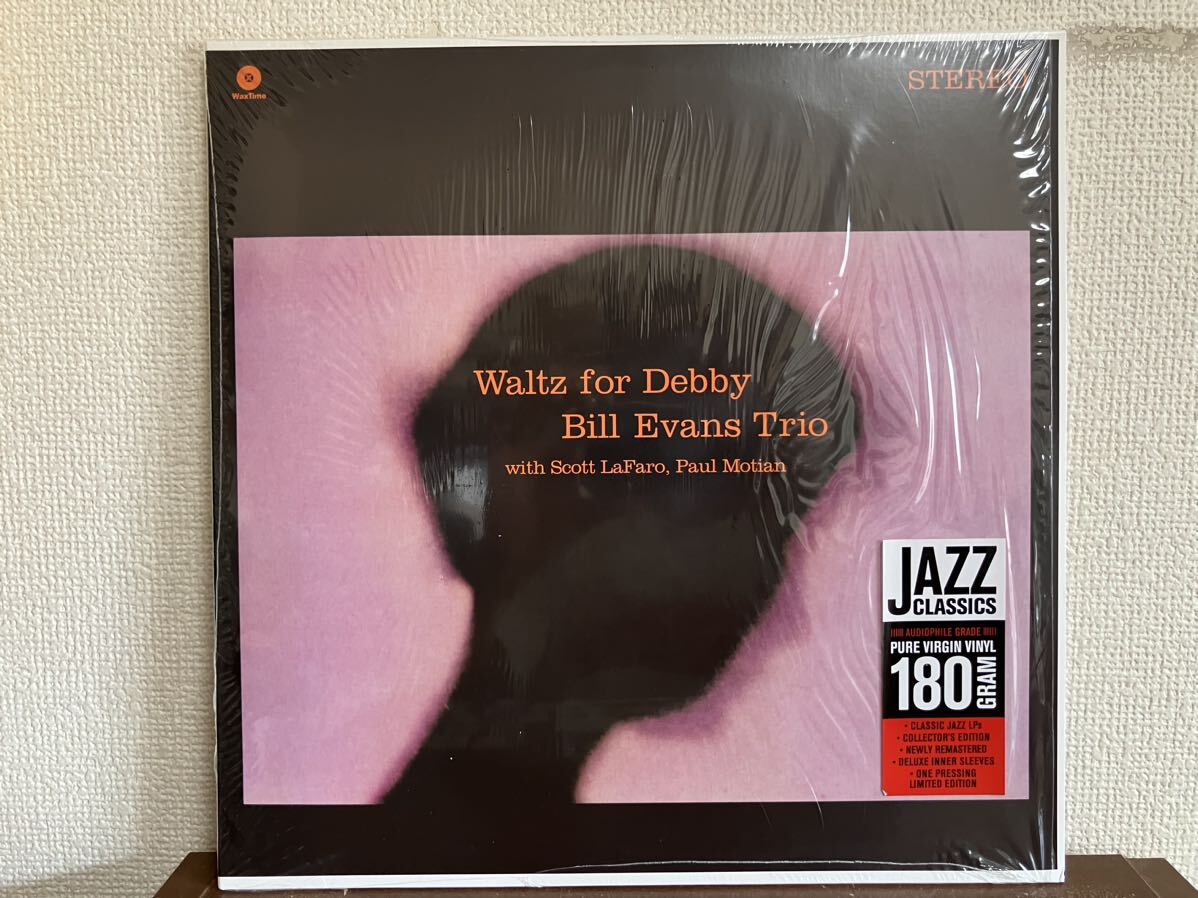 WaxTime
STEREO
Waltz for Debby
Bill Evans Trio
with Scott LaFaro, Paul Motian
JAZZ
CLASSICS
AUDIOPHILE GRADE
PURE VIRGIN VINYL
180 GRAM
• CLASSIC JAZZ LPs
• COLLECTOR'S EDITION
• NEWLY REMASTERED
• DELUXE INNER SLEEVES
• ONE PRESSING
LIMITED EDITION